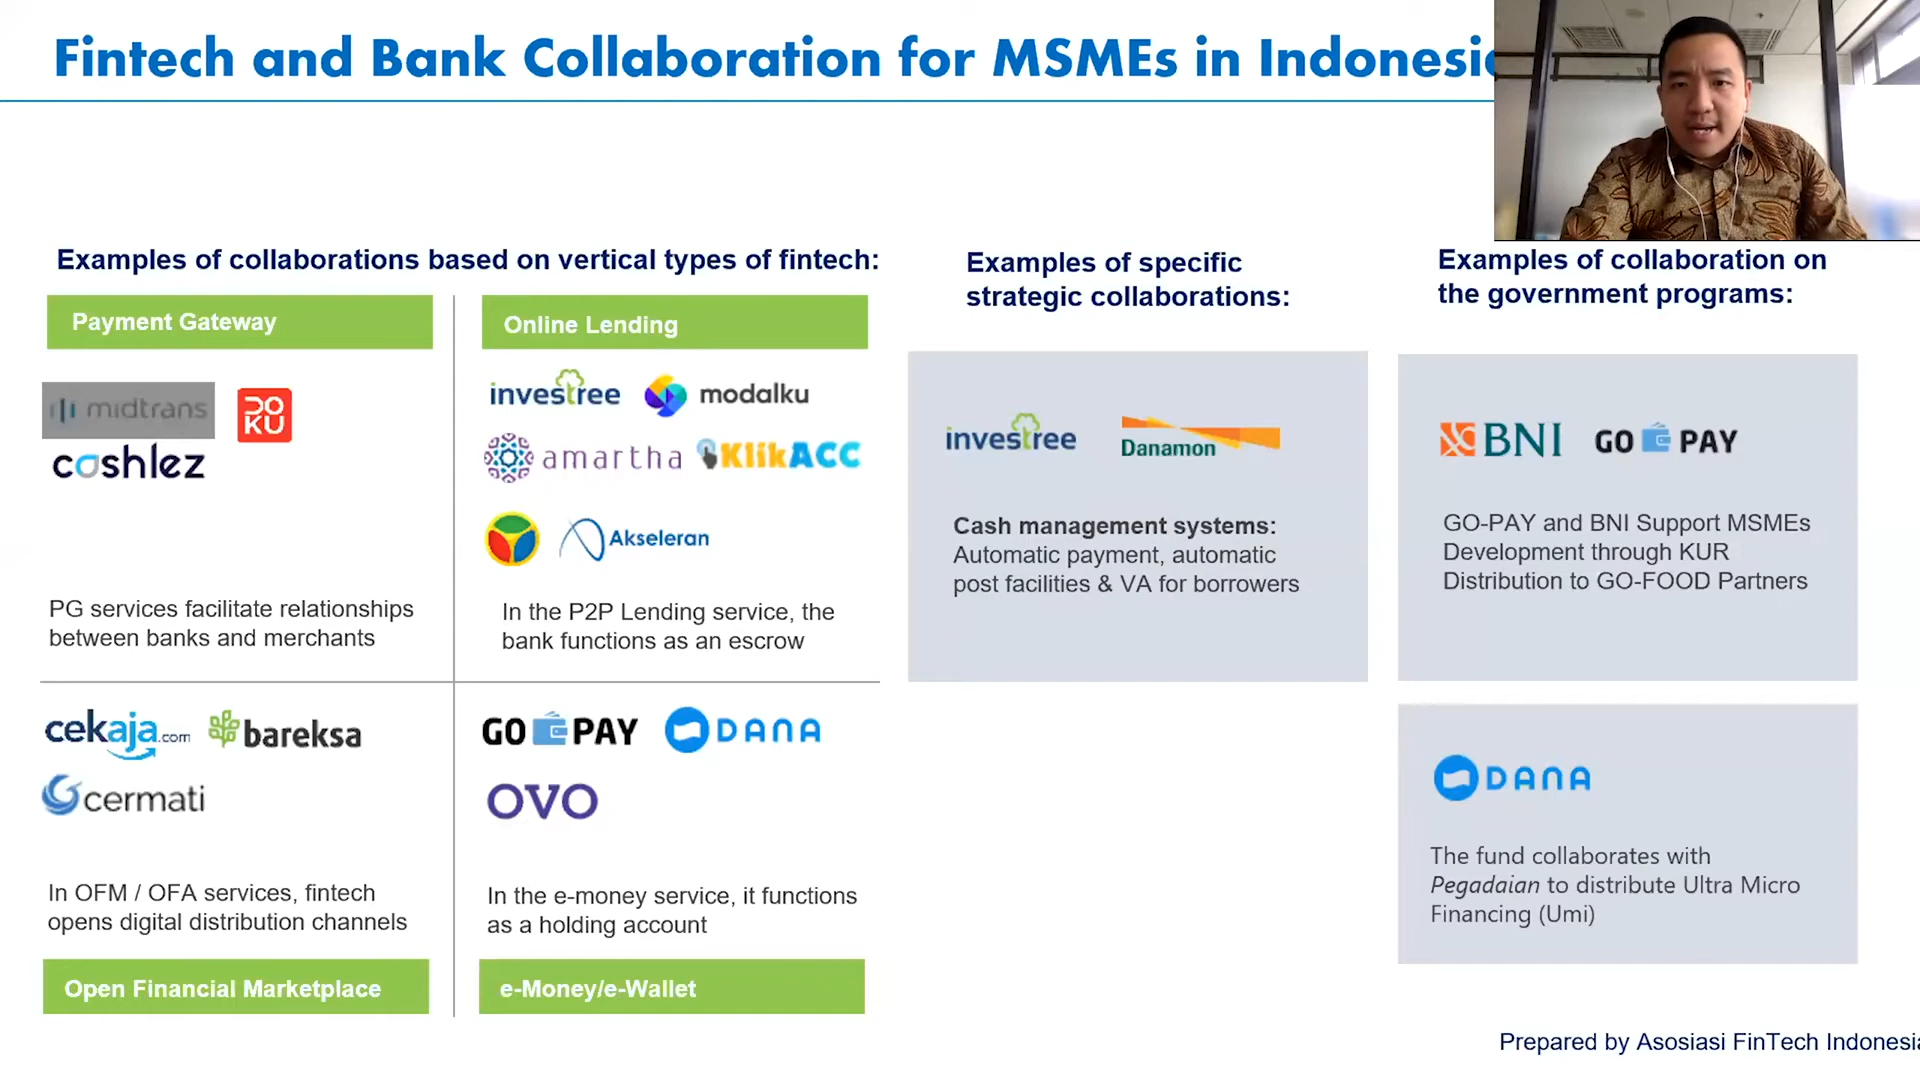 Fintech and Bank Collaboration for MSMEs in Indonesia
Examples of collaborations based on vertical types of fintech:
Payment Gateway
midtrans
DOKU
cashlez
PG services facilitate relationships
between banks and merchants
Online Lending
investree
modalku
amartha
KlikACC
Akseleran
In the P2P Lending service, the
bank functions as an escrow
cekaja.com
bareksa
cermati
In OFM / OFA services, fintech
opens digital distribution channels
Open Financial Marketplace
GO PAY
DANA
OVO
In the e-money service, it functions
as a holding account
e-Money/e-Wallet
Examples of specific
strategic collaborations:
investree
Danamon
Cash management systems:
Automatic payment, automatic
post facilities & VA for borrowers
Examples of collaboration on
the government programs:
BNI
GO PAY
GO-PAY and BNI Support MSMEs
Development through KUR
Distribution to GO-FOOD Partners
DANA
The fund collaborates with
Pegadaian to distribute Ultra Micro
Financing (Umi)
Prepared by Asosiasi FinTech Indonesia